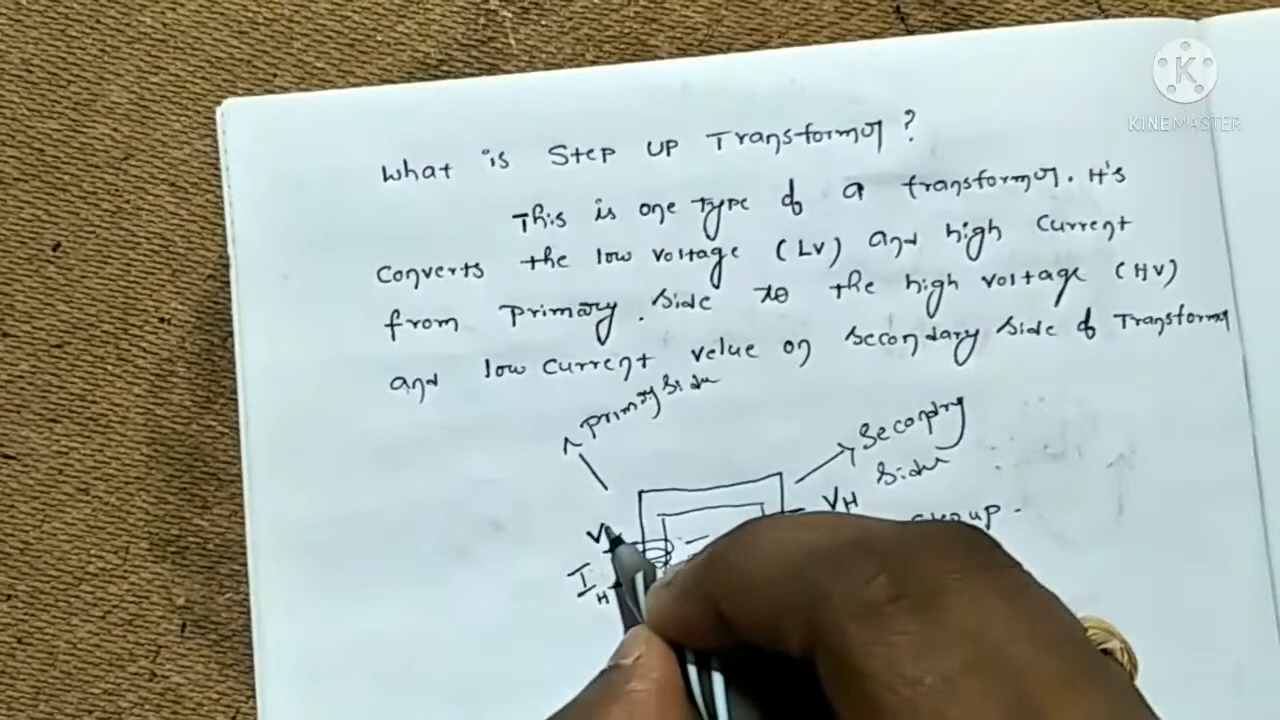 What is Step UP Transformer?
This is one type of a transformer. It's
converts the low voltage (LV) and high current
from primary side to the high voltage (HV)
and low current velue on secondary side of Transformer
Primary Side
Secondry
Side
VH
V
IH
KINEMASTER